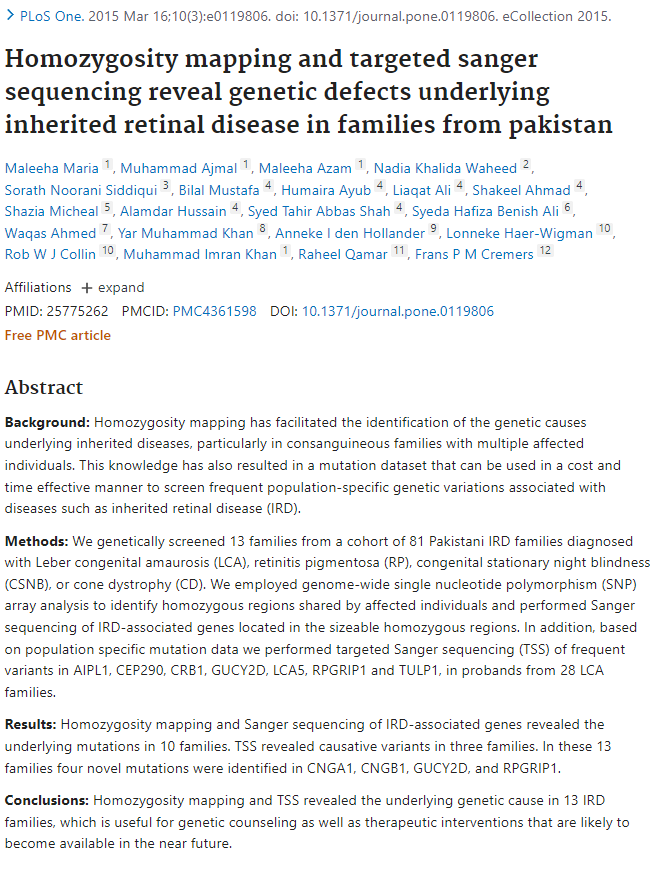 PLoS One. 2015 Mar 16;10(3):e0119806. doi: 10.1371/journal.pone.0119806. eCollection 2015.
Homozygosity mapping and targeted sanger
sequencing reveal genetic defects underlying
inherited retinal disease in families from pakistan
Maleeha Maria 1, Muhammad Ajmal 1, Maleeha Azam 1, Nadia Khalida Waheed 2,
Sorath Noorani Siddiqui 3, Bilal Mustafa 4, Humaira Ayub 4, Liaqat Ali 4, Shakeel Ahmad 4,
Shazia Micheal 5, Alamdar Hussain 4, Syed Tahir Abbas Shah 4, Syeda Hafiza Benish Ali 6,
Waqas Ahmed 7, Yar Muhammad Khan 8, Anneke I den Hollander 9, Lonneke Haer-Wigman 10,
Rob W J Collin 10, Muhammad Imran Khan 1, Raheel Qamar 11, Frans P M Cremers 12
Affiliations + expand
PMID: 25775262 PMCID: PMC4361598 DOI: 10.1371/journal.pone.0119806
Free PMC article
Abstract
Background: Homozygosity mapping has facilitated the identification of the genetic causes
underlying inherited diseases, particularly in consanguineous families with multiple affected
individuals. This knowledge has also resulted in a mutation dataset that can be used in a cost and
time effective manner to screen frequent population-specific genetic variations associated with
diseases such as inherited retinal disease (IRD).
Methods: We genetically screened 13 families from a cohort of 81 Pakistani IRD families diagnosed
with Leber congenital amaurosis (LCA), retinitis pigmentosa (RP), congenital stationary night blindness
(CSNB), or cone dystrophy (CD). We employed genome-wide single nucleotide polymorphism (SNP)
array analysis to identify homozygous regions shared by affected individuals and performed Sanger
sequencing of IRD-associated genes located in the sizeable homozygous regions. In addition, based
on population specific mutation data we performed targeted Sanger sequencing (TSS) of frequent
variants in AIPL1, CEP290, CRB1, GUCY2D, LCA5, RPGRIP1 and TULP1, in probands from 28 LCA
families.
Results: Homozygosity mapping and Sanger sequencing of IRD-associated genes revealed the
underlying mutations in 10 families. TSS revealed causative variants in three families. In these 13
families four novel mutations were identified in CNGA1, CNGB1, GUCY2D, and RPGRIP1.
Conclusions: Homozygosity mapping and TSS revealed the underlying genetic cause in 13 IRD
families, which is useful for genetic counseling as well as therapeutic interventions that are likely to
become available in the near future.